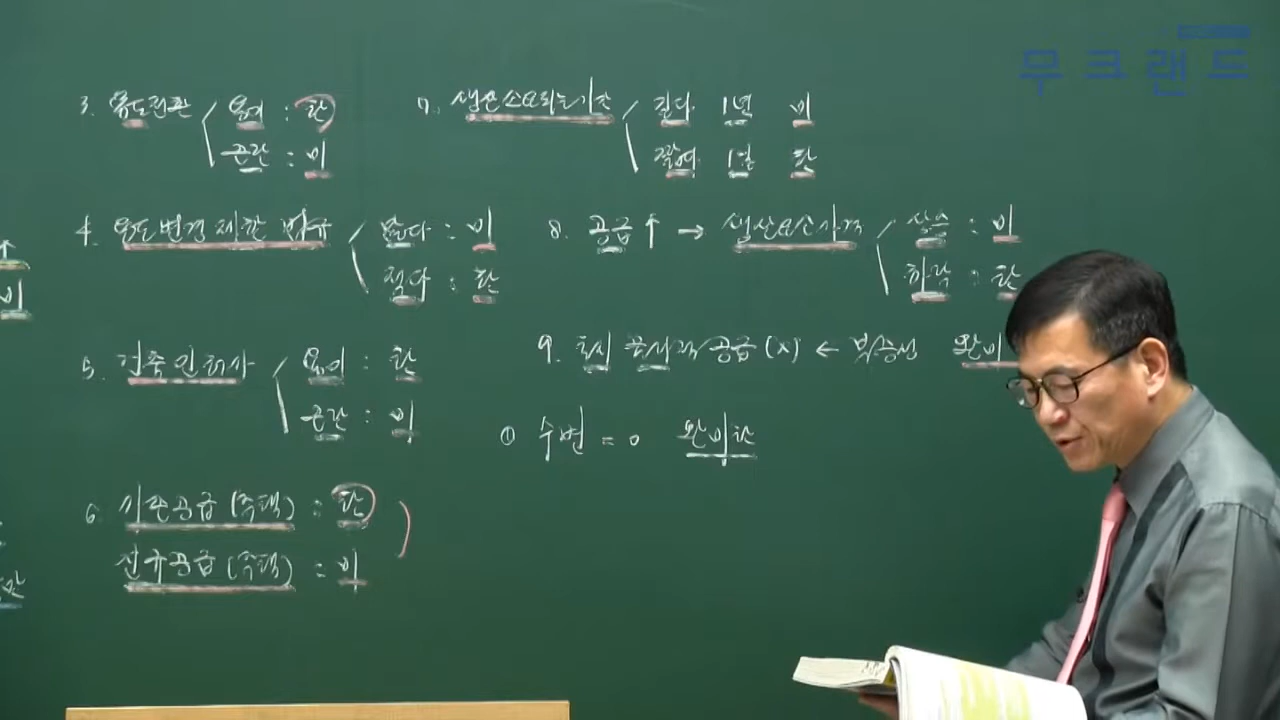 무크랜드
3. 용도전환 용이 : 탄
곤란 : 비
4. 용도변경 제한 법규 많다 : 비
적다 : 탄
5. 건축인허가 용이 : 탄
곤란 : 비
6. 기존공급(주택) : 탄
신규공급(주택) : 비
7. 생산소요되는기간 길다 1년 비
짧다 1일 탄
8. 공급↑ → 생산요소가격 상승 : 비
하락 : 탄
9. 토지 물리적공급(x) ← 부증성 완비
① 수변 = 0 완비탄
↑
비